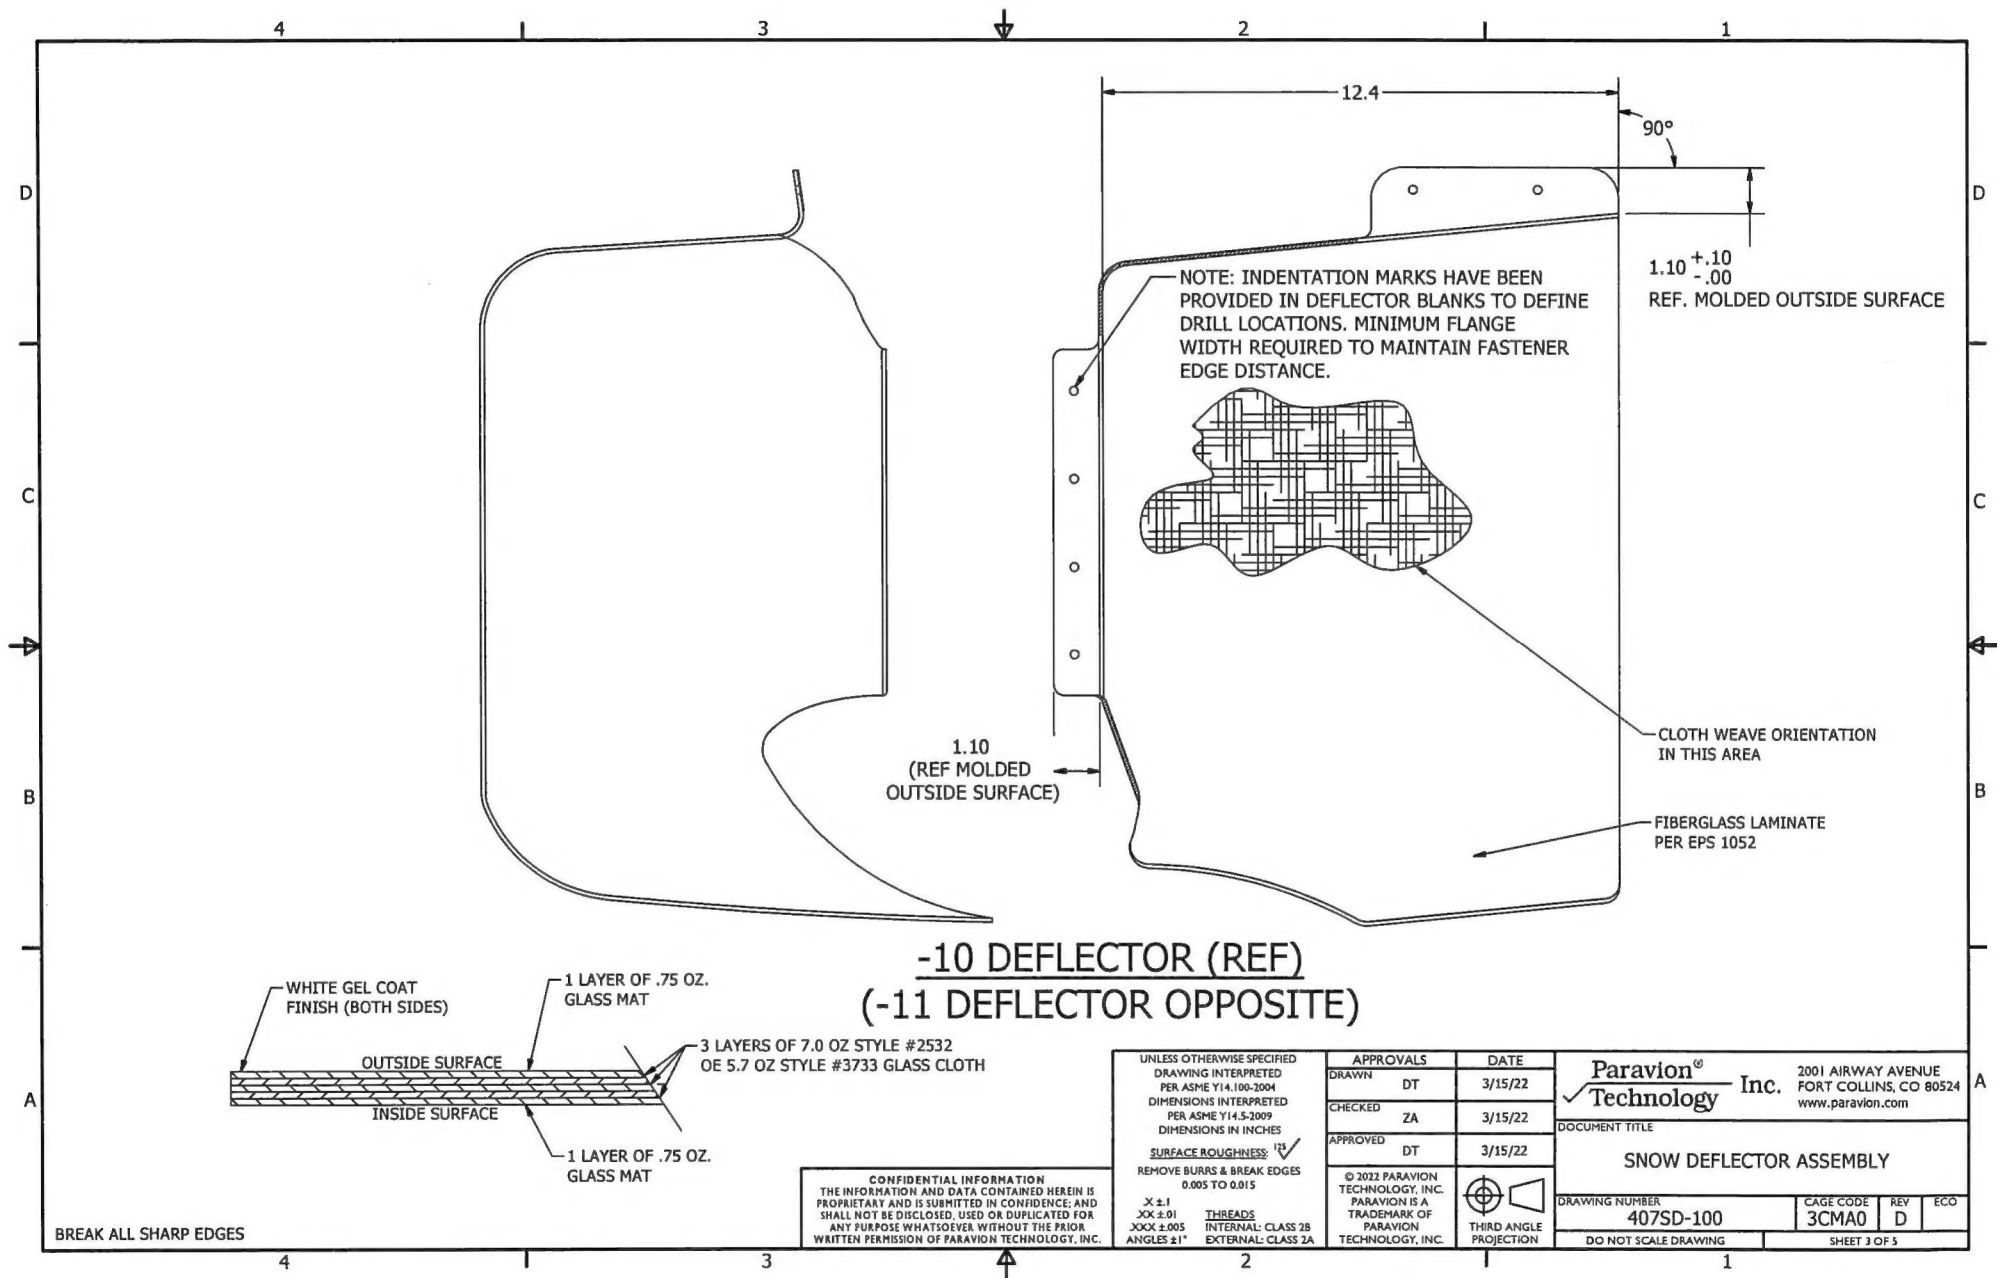 4 3 2 1
12.4
90°
D D
1.10 +.10
-.00
REF. MOLDED OUTSIDE SURFACE
NOTE: INDENTATION MARKS HAVE BEEN
PROVIDED IN DEFLECTOR BLANKS TO DEFINE
DRILL LOCATIONS. MINIMUM FLANGE
WIDTH REQUIRED TO MAINTAIN FASTENER
EDGE DISTANCE.
C C
CLOTH WEAVE ORIENTATION
IN THIS AREA
1.10
(REF MOLDED
OUTSIDE SURFACE)
B B
FIBERGLASS LAMINATE
PER EPS 1052
-10 DEFLECTOR (REF)
(-11 DEFLECTOR OPPOSITE)
WHITE GEL COAT
FINISH (BOTH SIDES)
1 LAYER OF .75 OZ.
GLASS MAT
3 LAYERS OF 7.0 OZ STYLE #2532
OE 5.7 OZ STYLE #3733 GLASS CLOTH
OUTSIDE SURFACE
INSIDE SURFACE
1 LAYER OF .75 OZ.
GLASS MAT
A A
BREAK ALL SHARP EDGES
CONFIDENTIAL INFORMATION
THE INFORMATION AND DATA CONTAINED HEREIN IS
PROPRIETARY AND IS SUBMITTED IN CONFIDENCE; AND
SHALL NOT BE DISCLOSED, USED OR DUPLICATED FOR
ANY PURPOSE WHATSOEVER WITHOUT THE PRIOR
WRITTEN PERMISSION OF PARAVION TECHNOLOGY, INC.
UNLESS OTHERWISE SPECIFIED
DRAWING INTERPRETED
PER ASME Y14.100-2004
DIMENSIONS INTERPRETED
PER ASME Y14.5-2009
DIMENSIONS IN INCHES
SURFACE ROUGHNESS: 125
REMOVE BURRS & BREAK EDGES
0.005 TO 0.015
.X ±.1
.XX ±.01
.XXX ±.005
ANGLES ±1°
THREADS
INTERNAL: CLASS 2B
EXTERNAL: CLASS 2A
APPROVALS DATE
DRAWN DT 3/15/22
CHECKED ZA 3/15/22
APPROVED DT 3/15/22
© 2022 PARAVION
TECHNOLOGY, INC.
PARAVION IS A
TRADEMARK OF
PARAVION
TECHNOLOGY, INC.
THIRD ANGLE
PROJECTION
Paravion®
Technology Inc.
2001 AIRWAY AVENUE
FORT COLLINS, CO 80524
www.paravion.com
DOCUMENT TITLE
SNOW DEFLECTOR ASSEMBLY
DRAWING NUMBER
407SD-100
CAGE CODE
3CMA0
REV
D
ECO
DO NOT SCALE DRAWING
SHEET 3 OF 5
4 3 2 1